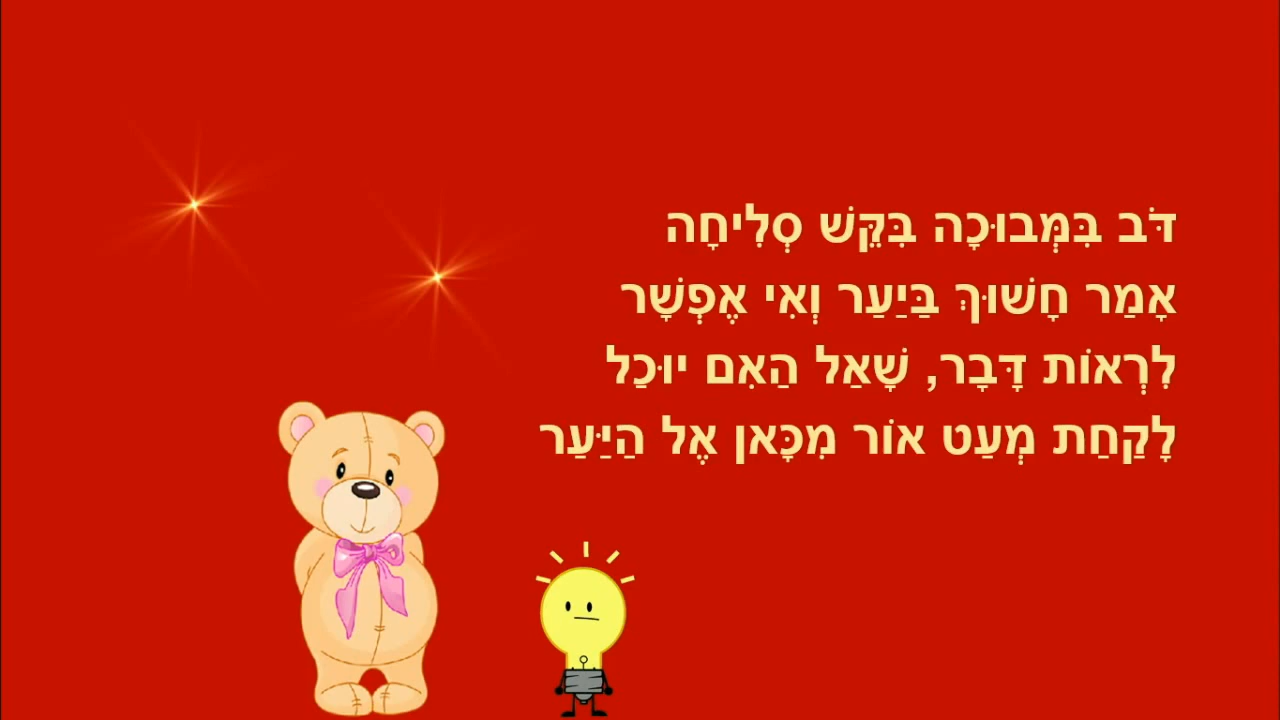 דֹּב בִּמְּבוּכָה בִּקֵּשׁ סְלִיחָה
אָמַר חָשׁוּךְ בַּיַעַר וְאִי אֶפְשָׁר
לִרְאוֹת דָּבָר, שָׁאַל הַאִם יוּכַל
לָקַחַת מְעַט אוֹר מִכָּאן אֶל הַיַּעַר